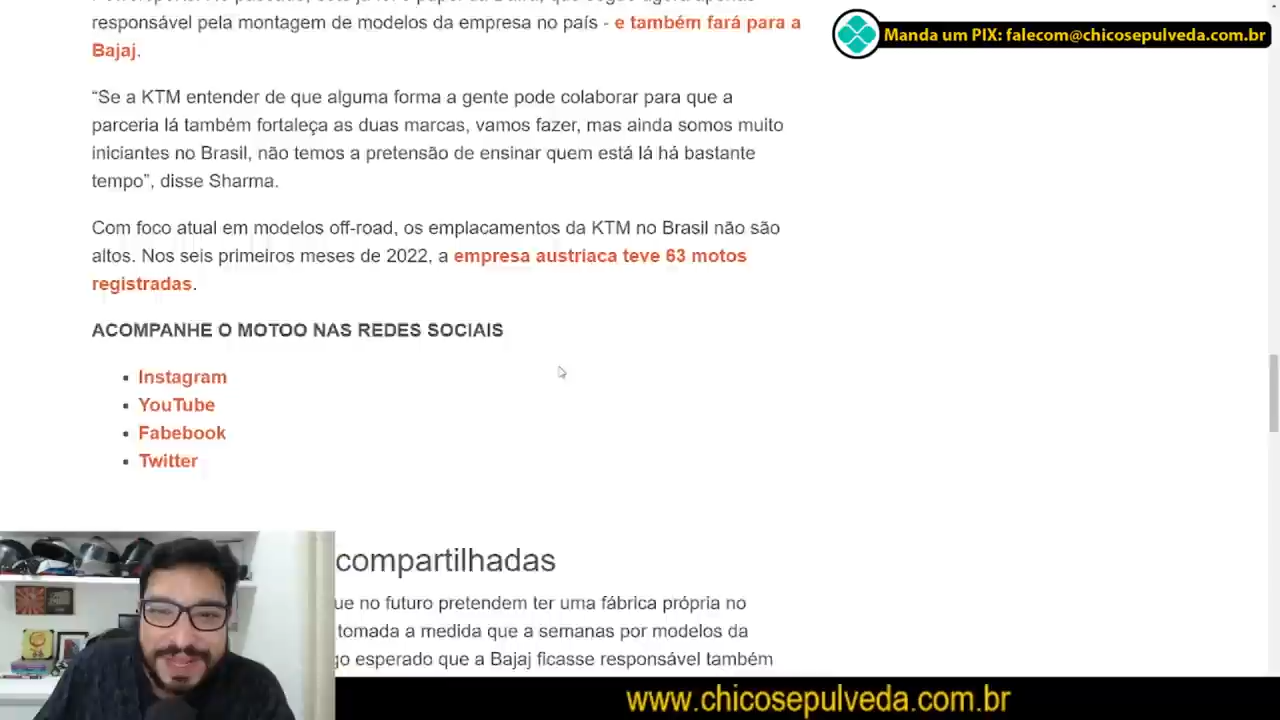 Manda um PIX: falecom@chicosepulveda.com.br
responsável pela montagem de modelos da empresa no país - e também fará para a
Bajaj.
“Se a KTM entender de que alguma forma a gente pode colaborar para que a
parceria lá também fortaleça as duas marcas, vamos fazer, mas ainda somos muito
iniciantes no Brasil, não temos a pretensão de ensinar quem está lá há bastante
tempo”, disse Sharma.
Com foco atual em modelos off-road, os emplacamentos da KTM no Brasil não são
altos. Nos seis primeiros meses de 2022, a empresa austríaca teve 63 motos
registradas.
ACOMPANHE O MOTOO NAS REDES SOCIAIS
Instagram
YouTube
Fabebook
Twitter
compartilhadas
ue no futuro pretendem ter uma fábrica própria no
tomada a medida que a semanas por modelos da
go esperado que a Bajaj ficasse responsável também
www.chicosepulveda.com.br